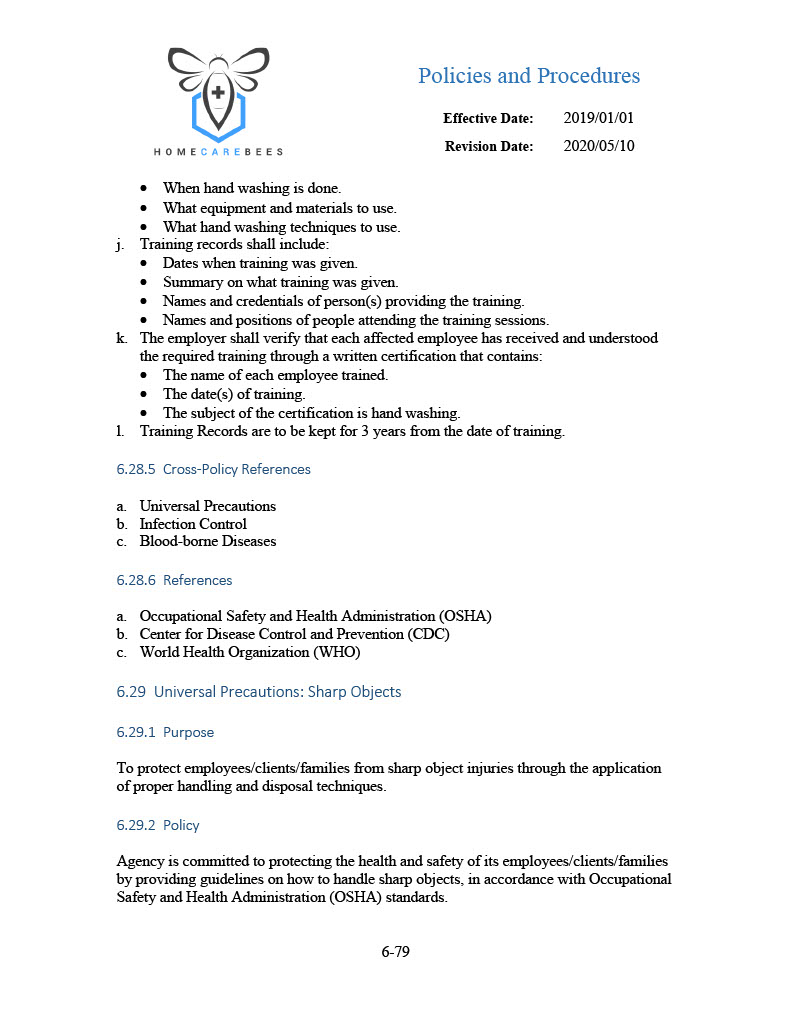 Policies and Procedures
Effective Date: 2019/01/01
Revision Date: 2020/05/10
HOMECAREBEES
• When hand washing is done.
• What equipment and materials to use.
• What hand washing techniques to use.
j. Training records shall include:
• Dates when training was given.
• Summary on what training was given.
• Names and credentials of person(s) providing the training.
• Names and positions of people attending the training sessions.
k. The employer shall verify that each affected employee has received and understood
the required training through a written certification that contains:
• The name of each employee trained.
• The date(s) of training.
• The subject of the certification is hand washing.
l. Training Records are to be kept for 3 years from the date of training.
6.28.5 Cross-Policy References
a. Universal Precautions
b. Infection Control
c. Blood-borne Diseases
6.28.6 References
a. Occupational Safety and Health Administration (OSHA)
b. Center for Disease Control and Prevention (CDC)
c. World Health Organization (WHO)
6.29 Universal Precautions: Sharp Objects
6.29.1 Purpose
To protect employees/clients/families from sharp object injuries through the application
of proper handling and disposal techniques.
6.29.2 Policy
Agency is committed to protecting the health and safety of its employees/clients/families
by providing guidelines on how to handle sharp objects, in accordance with Occupational
Safety and Health Administration (OSHA) standards.
6-79